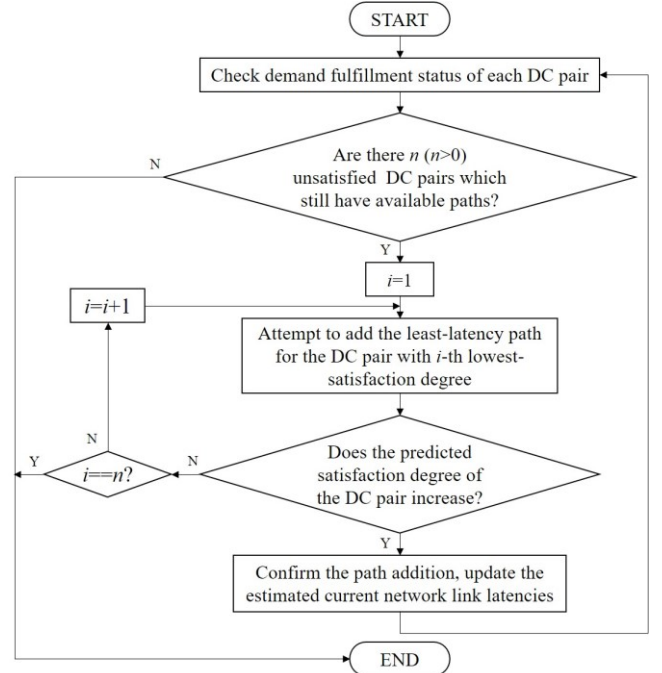 START
Check demand fulfillment status of each DC pair
N
Are there n (n>0)
unsatisfied DC pairs which
still have available paths?
Y
i=1
i=i+1
Attempt to add the least-latency path
for the DC pair with i-th lowest-
satisfaction degree
N
Y
i==n?
N
Does the predicted
satisfaction degree of
the DC pair increase?
Y
Confirm the path addition, update the
estimated current network link latencies
END